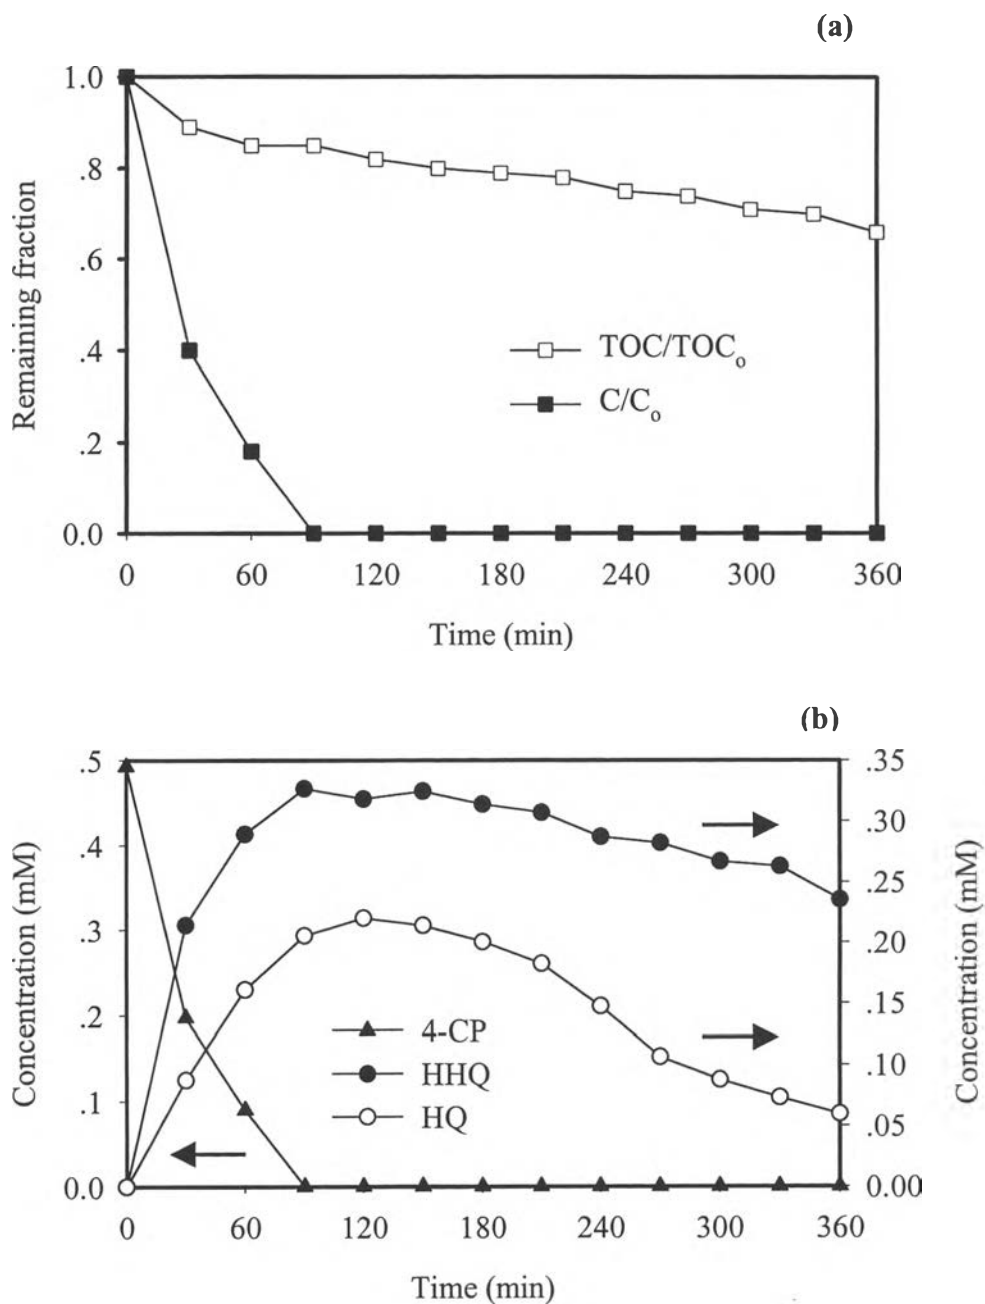 (a)
1.0
.8
.6
.4
.2
0.0
Remaining fraction
TOC/TOCo
C/Co
0 60 120 180 240 300 360
Time (min)
(b)
.5
.4
.3
.2
.1
0.0
Concentration (mM)
4-CP
HHQ
HQ
.35
.30
.25
.20
.15
.10
.05
0.00
Concentration (mM)
0 60 120 180 240 300 360
Time (min)